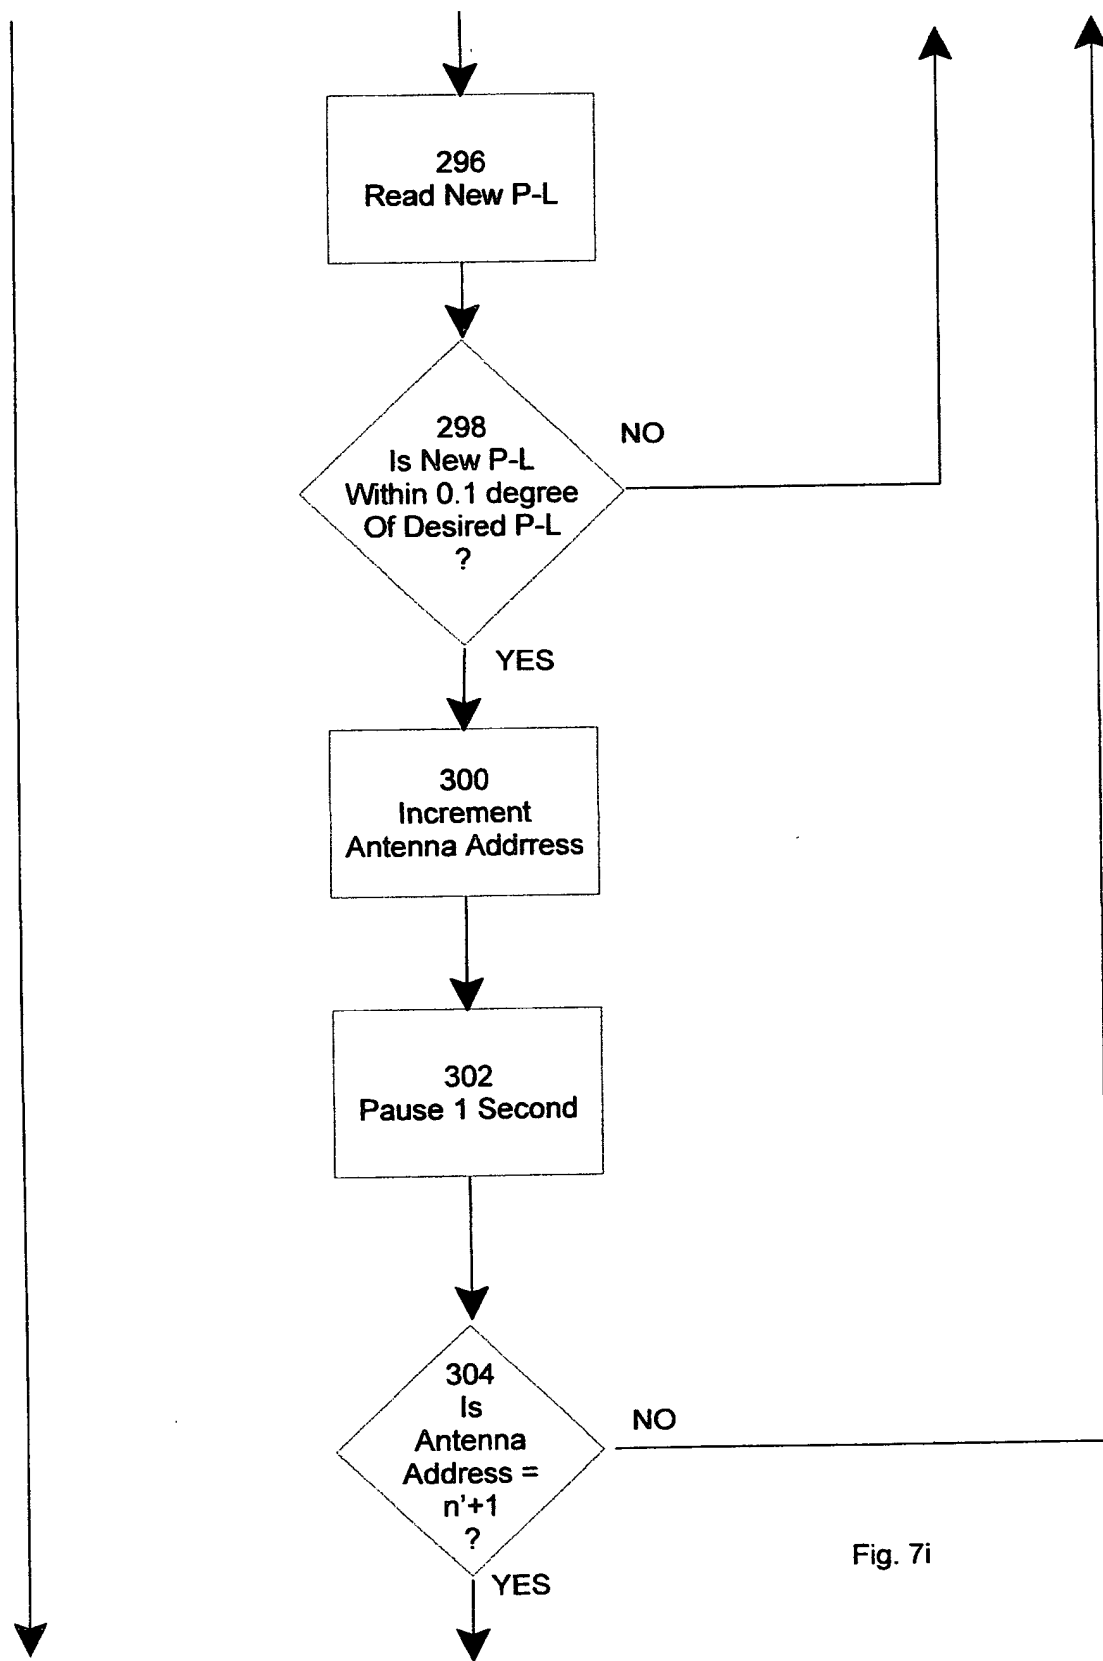 296
Read New P-L
298
Is New P-L
Within 0.1 degree
Of Desired P-L
?
NO
YES
300
Increment
Antenna Addrress
302
Pause 1 Second
304
Is
Antenna
Address =
n'+1
?
NO
YES
Fig. 7i